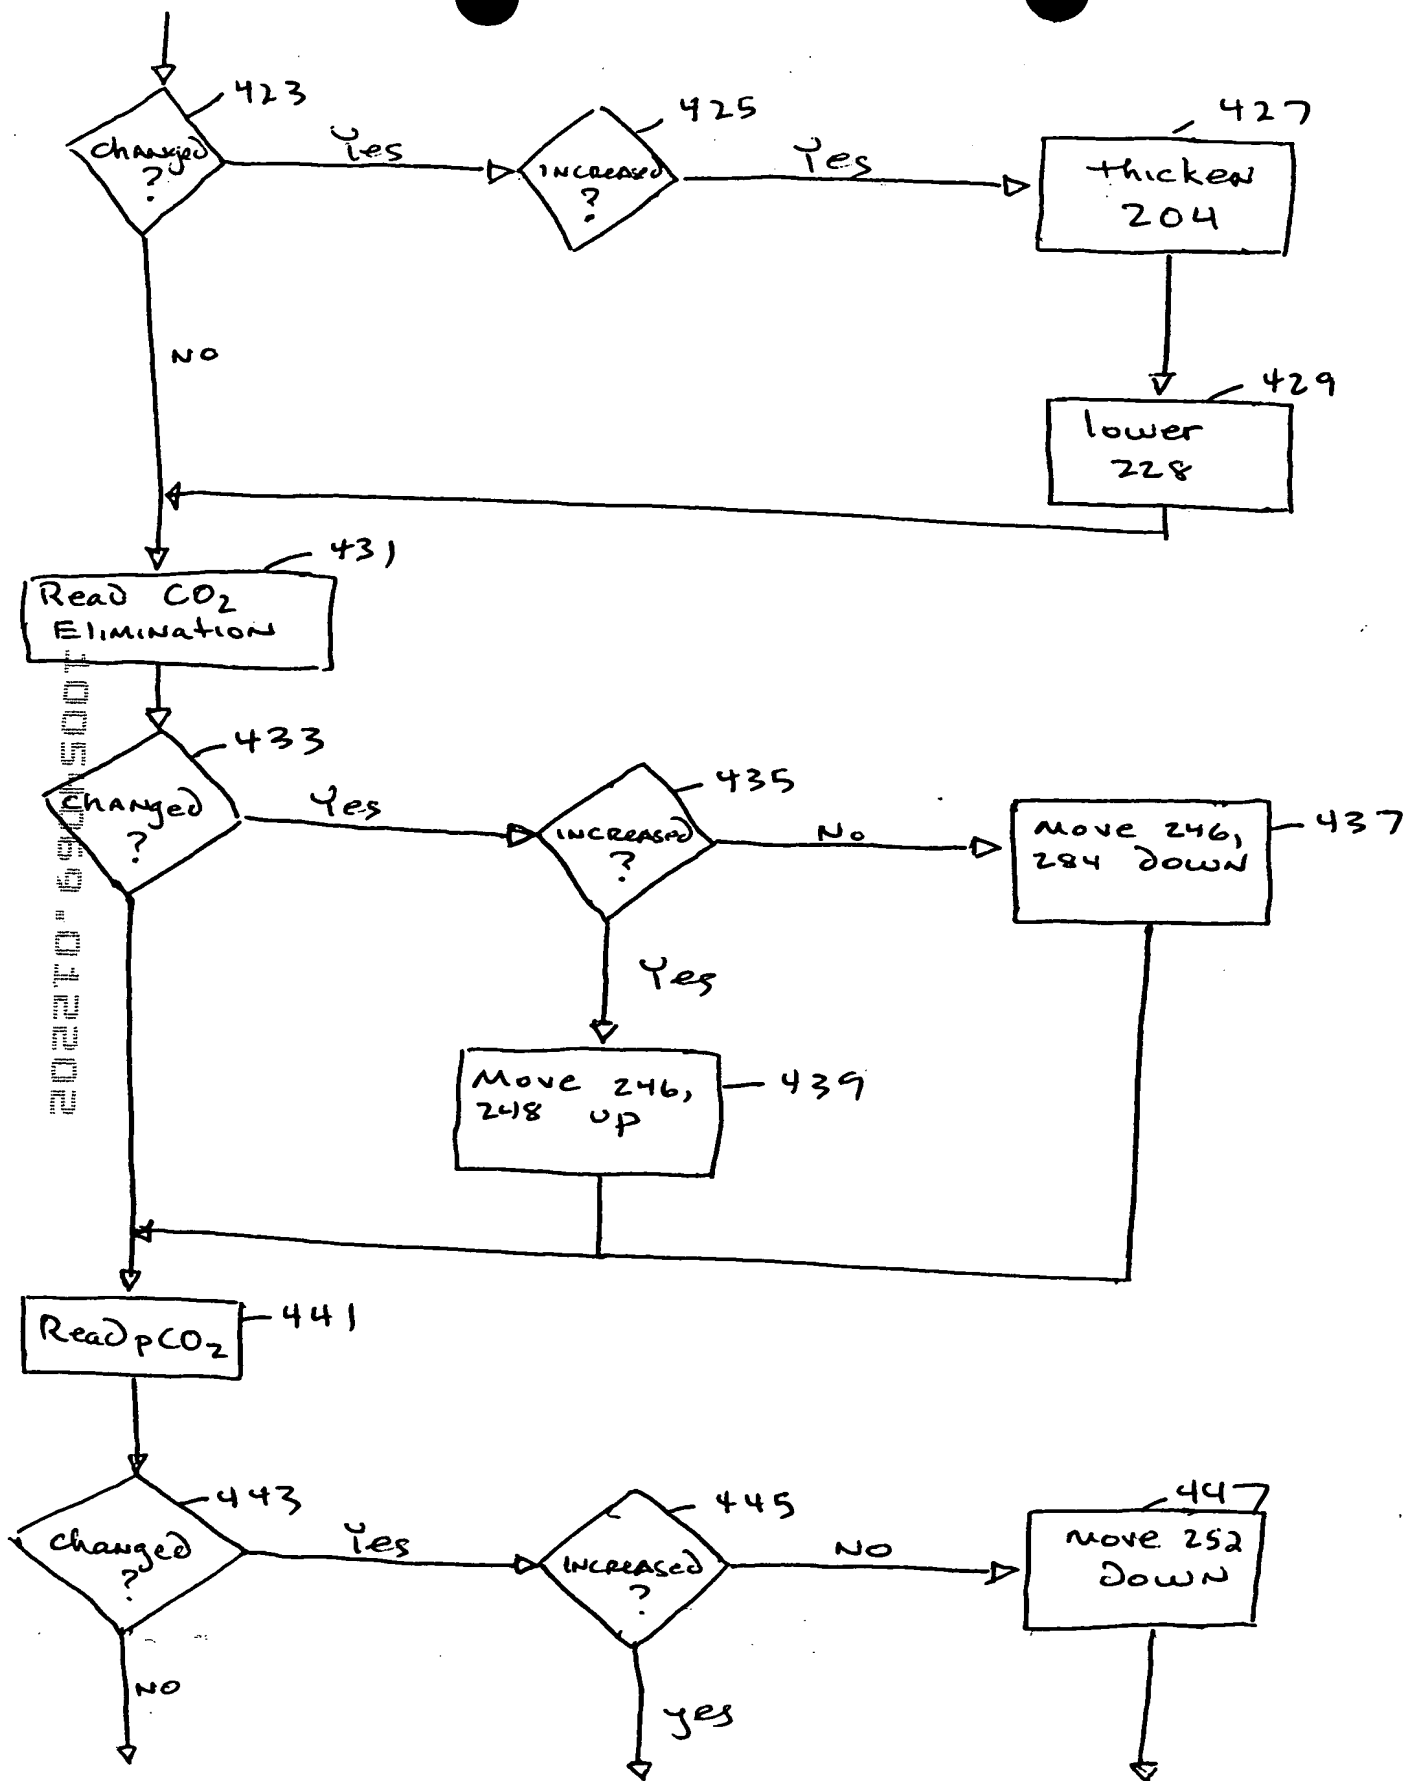 423
changed
?
Yes
425
INCREASED
?
Yes
427
thicken
204
NO
429
lower
228
431
Read CO₂
Elimination
433
changed
?
Yes
435
INCREASED
?
No
Move 246,
284 DOWN
437
Yes
Move 246,
248 up
439
Read pCO₂
441
443
changed
?
Yes
445
INCREASED
?
NO
447
Move 252
DOWN
NO
yes